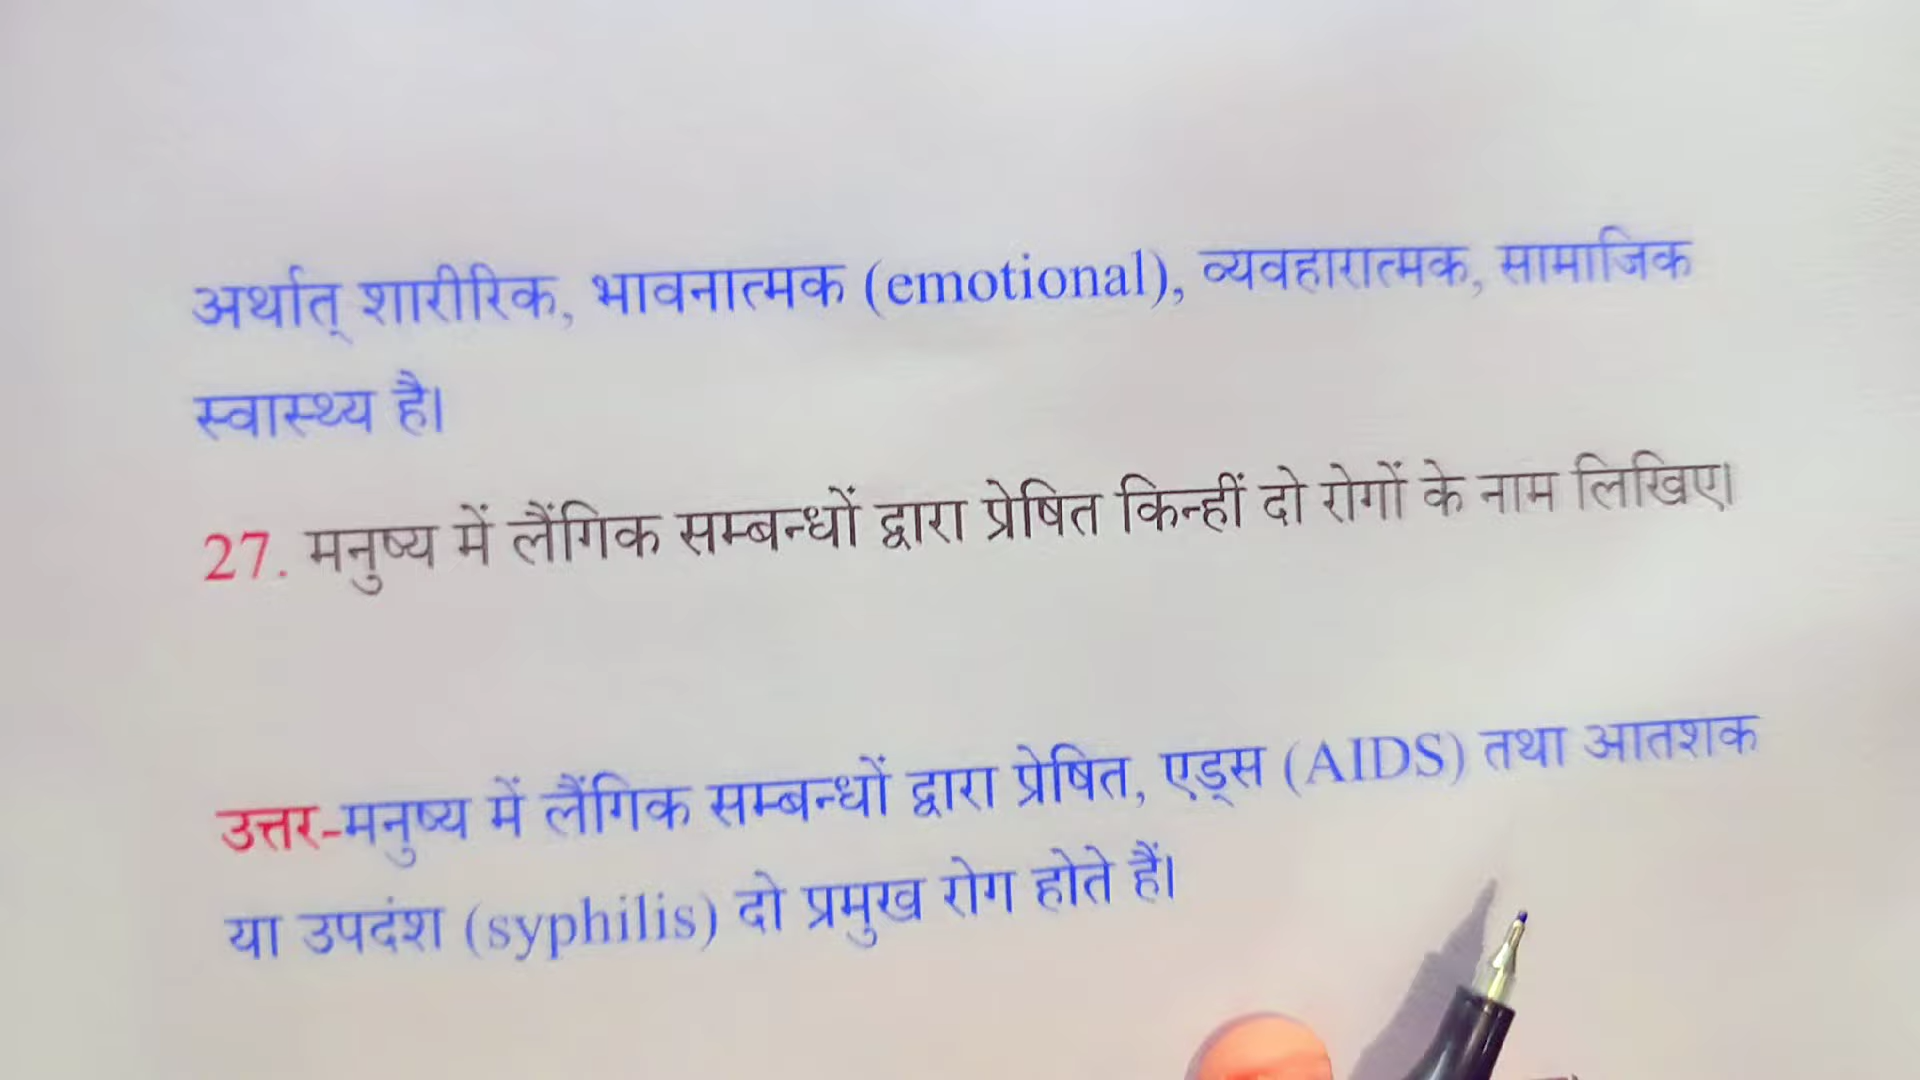 अर्थात् शारीरिक, भावनात्मक (emotional), व्यवहारात्मक, सामाजिक
स्वास्थ्य है।
27. मनुष्य में लैंगिक सम्बन्धों द्वारा प्रेषित किन्हीं दो रोगों के नाम लिखिए।
उत्तर-मनुष्य में लैंगिक सम्बन्धों द्वारा प्रेषित, एड्स (AIDS) तथा आतशक
या उपदंश (syphilis) दो प्रमुख रोग होते हैं।